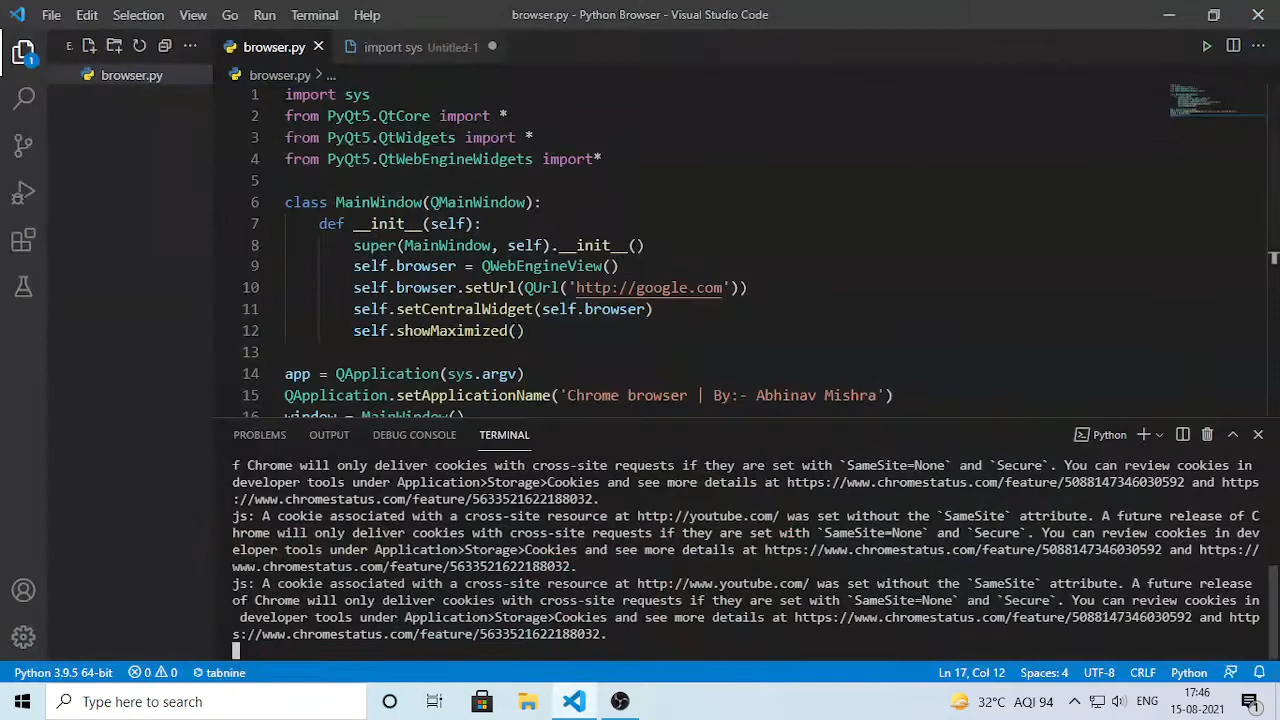 File Edit Selection View Go Run Terminal Help browser.py - Python Browser - Visual Studio Code
E browser.py import sys Untitled-1
1 browser.py browser.py > ...
1 import sys
2 from PyQt5.QtCore import *
3 from PyQt5.QtWidgets import *
4 from PyQt5.QtWebEngineWidgets import*
5
6 class MainWindow(QMainWindow):
7 def __init__(self):
8 super(MainWindow, self).__init__()
9 self.browser = QWebEngineView()
10 self.browser.setUrl(QUrl('http://google.com'))
11 self.setCentralWidget(self.browser)
12 self.showMaximized()
13
14 app = QApplication(sys.argv)
15 QApplication.setApplicationName('Chrome browser | By:- Abhinav Mishra')
16 window = MainWindow()
PROBLEMS OUTPUT DEBUG CONSOLE TERMINAL Python
f Chrome will only deliver cookies with cross-site requests if they are set with `SameSite=None` and `Secure`. You can review cookies in
developer tools under Application>Storage>Cookies and see more details at https://www.chromestatus.com/feature/5088147346030592 and https
://www.chromestatus.com/feature/5633521622188032.
js: A cookie associated with a cross-site resource at http://youtube.com/ was set without the `SameSite` attribute. A future release of C
hrome will only deliver cookies with cross-site requests if they are set with `SameSite=None` and `Secure`. You can review cookies in dev
eloper tools under Application>Storage>Cookies and see more details at https://www.chromestatus.com/feature/5088147346030592 and https://
www.chromestatus.com/feature/5633521622188032.
js: A cookie associated with a cross-site resource at http://www.youtube.com/ was set without the `SameSite` attribute. A future release
of Chrome will only deliver cookies with cross-site requests if they are set with `SameSite=None` and `Secure`. You can review cookies in
developer tools under Application>Storage>Cookies and see more details at https://www.chromestatus.com/feature/5088147346030592 and http
s://www.chromestatus.com/feature/5633521622188032.
Python 3.9.5 64-bit 0 0 tabnine Ln 17, Col 12 Spaces: 4 UTF-8 CRLF Python
Type here to search 32°C AQI 94 ENG 17:46
15-08-2021 1